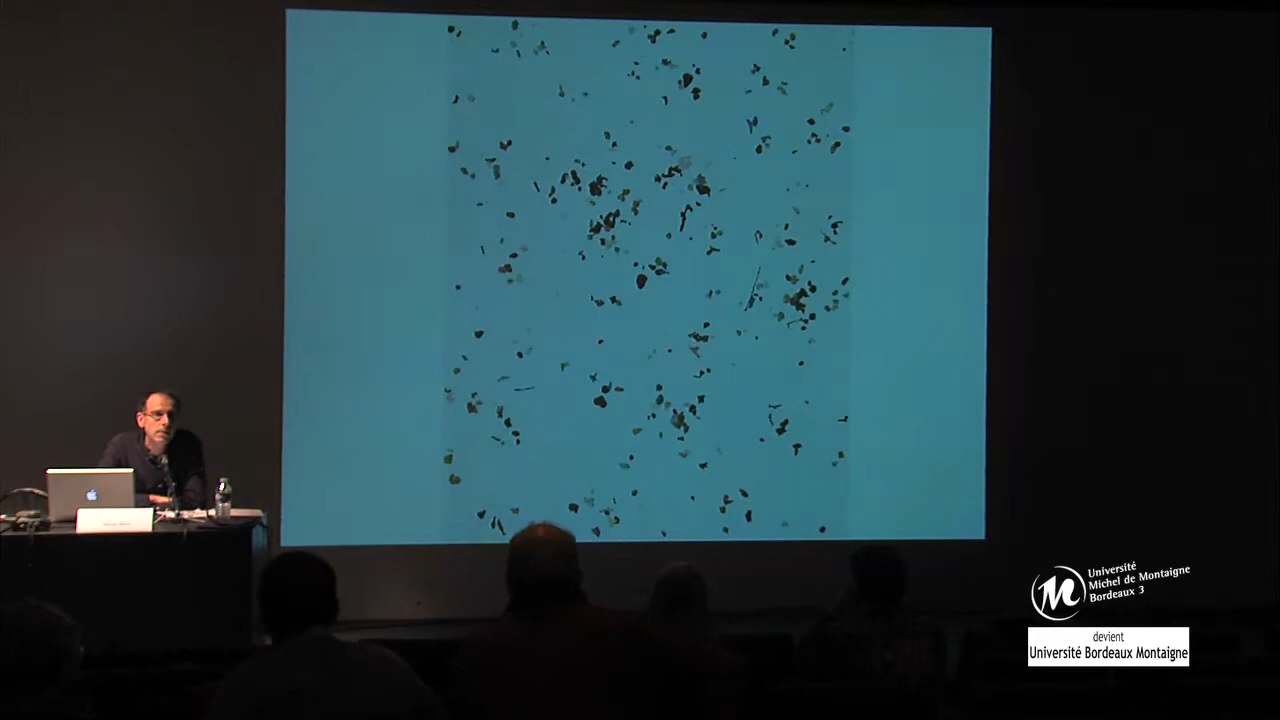 Université
Michel de Montaigne
Bordeaux 3
devient
Université Bordeaux Montaigne